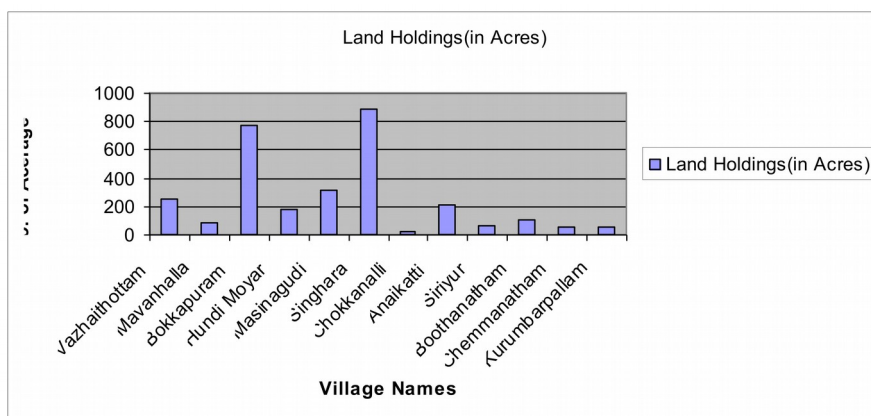 Land Holdings(in Acres)
1000
800
600
400
200
0
of
Vazhaithottam
Mavanhalla
Bokkapuram
Hundi Moyar
Masinagudi
Singhara
Chokkanalli
Anaikatti
Siriyur
Boothanatham
Chemmanatham
Kurumbarpallam
Village Names
Land Holdings(in Acres)